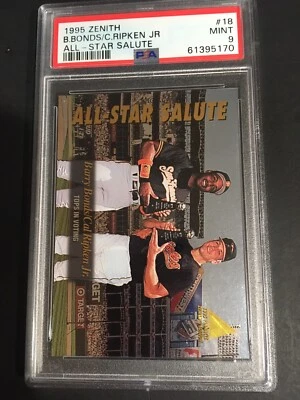 1995 ZENITH #18
B.BONDS/C.RIPKEN JR MINT
ALL-STAR SALUTE 9
PSA 61395170
ALL-STAR SALUTE
Barry Bonds/Cal Ripken Jr.
TOPS IN VOTING
GET
TARGET